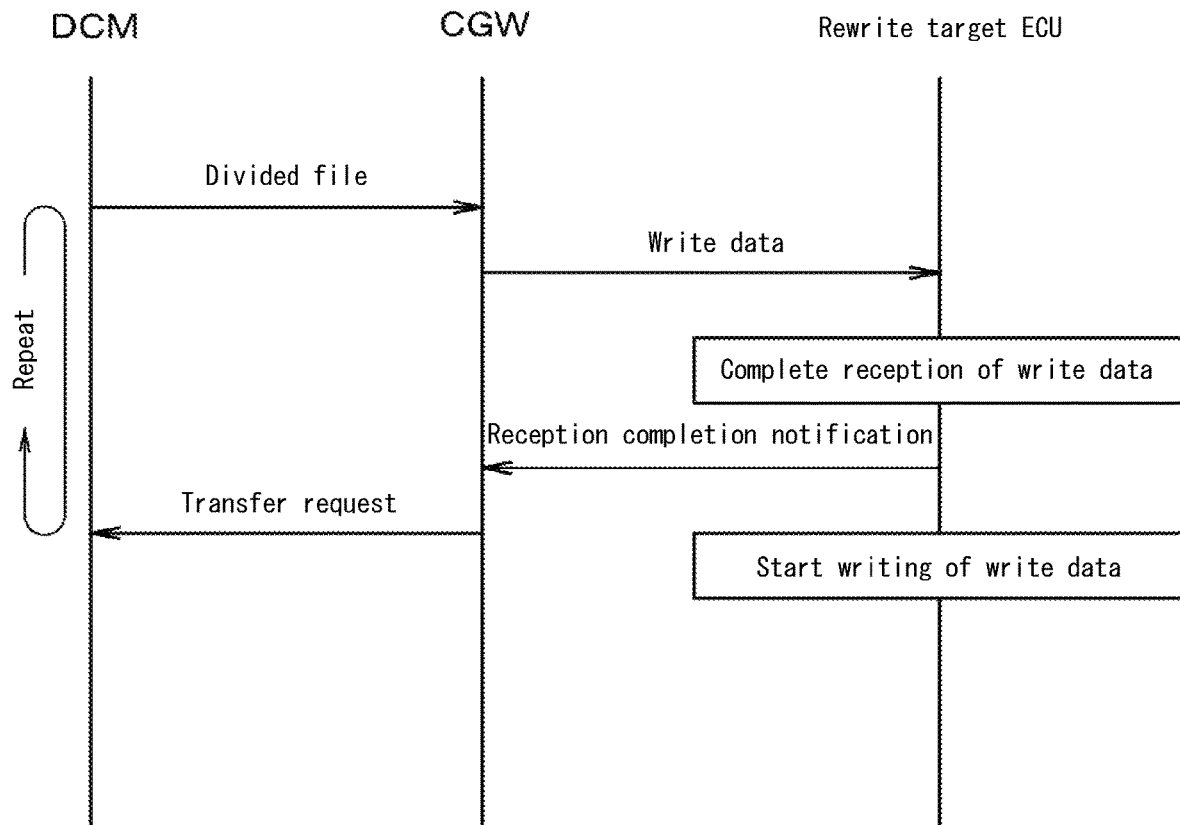 DCM
CGW
Rewrite target ECU
Divided file
Write data
Repeat
Complete reception of write data
Reception completion notification
Transfer request
Start writing of write data